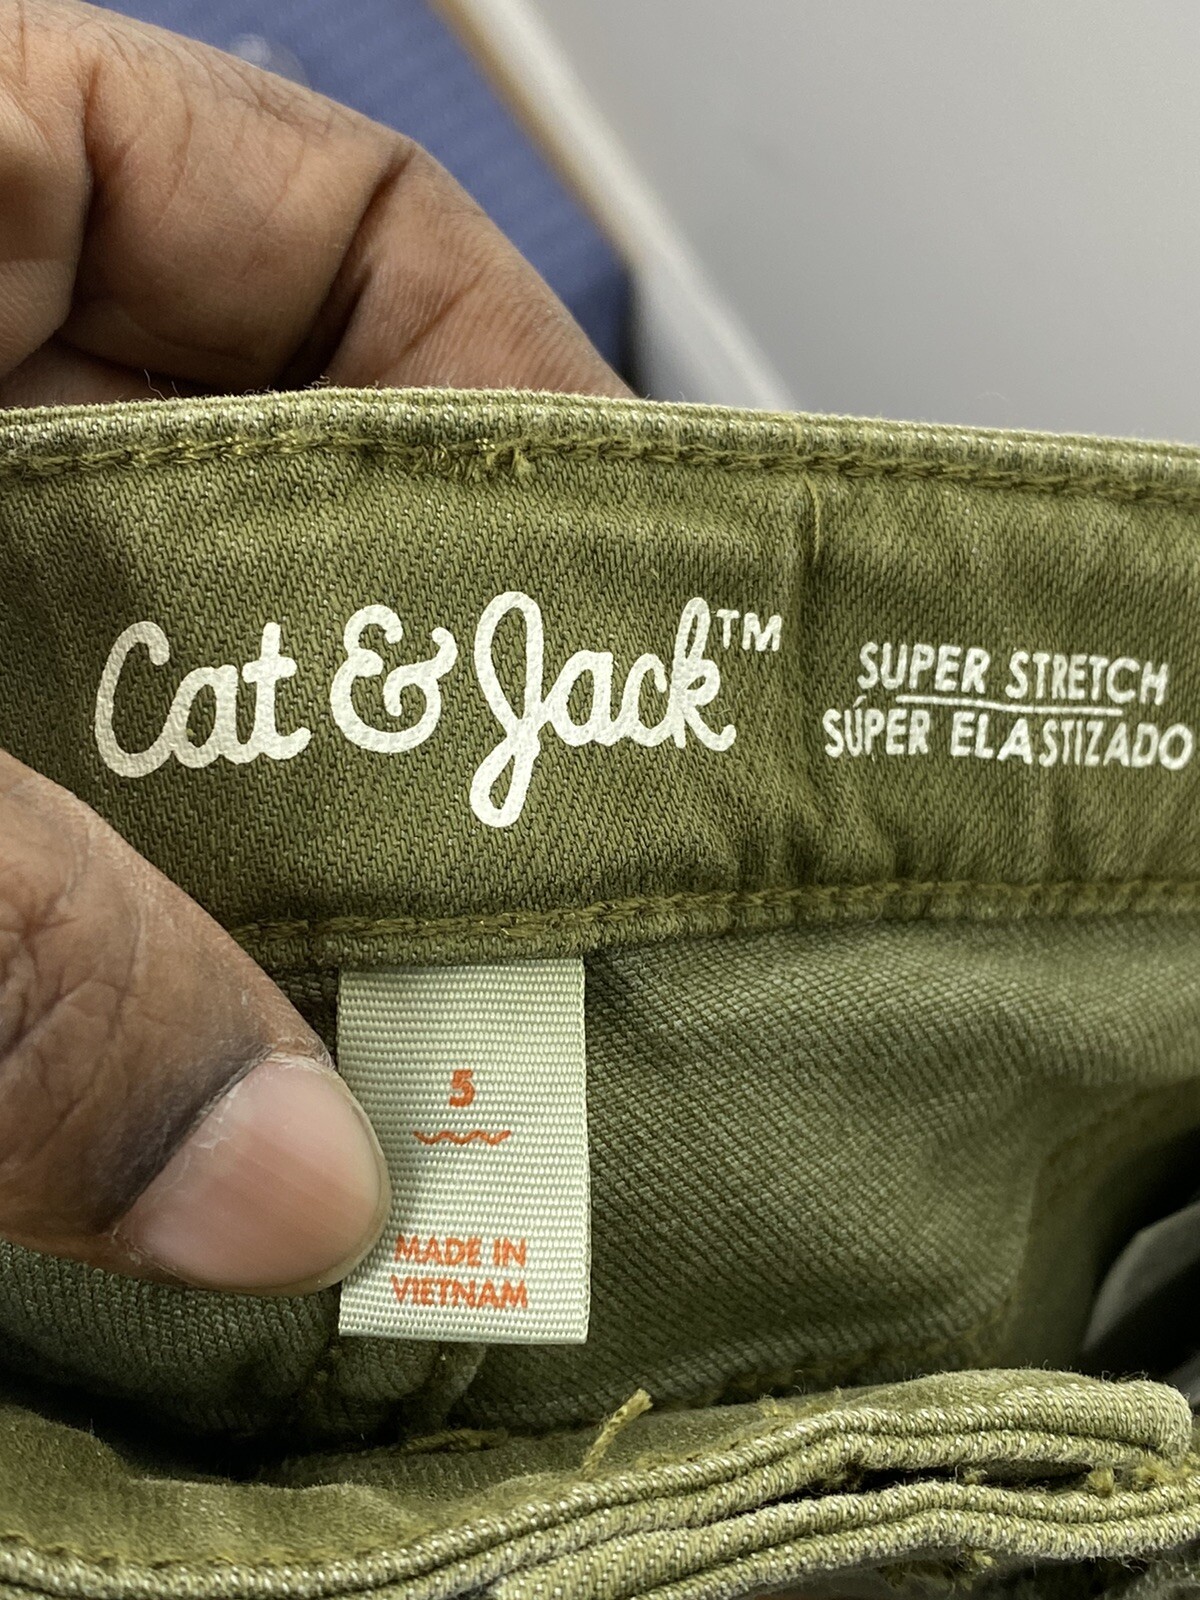 Cat & Jack™
SUPER STRETCH
SÚPER ELASTIZADO
5
MADE IN
VIETNAM